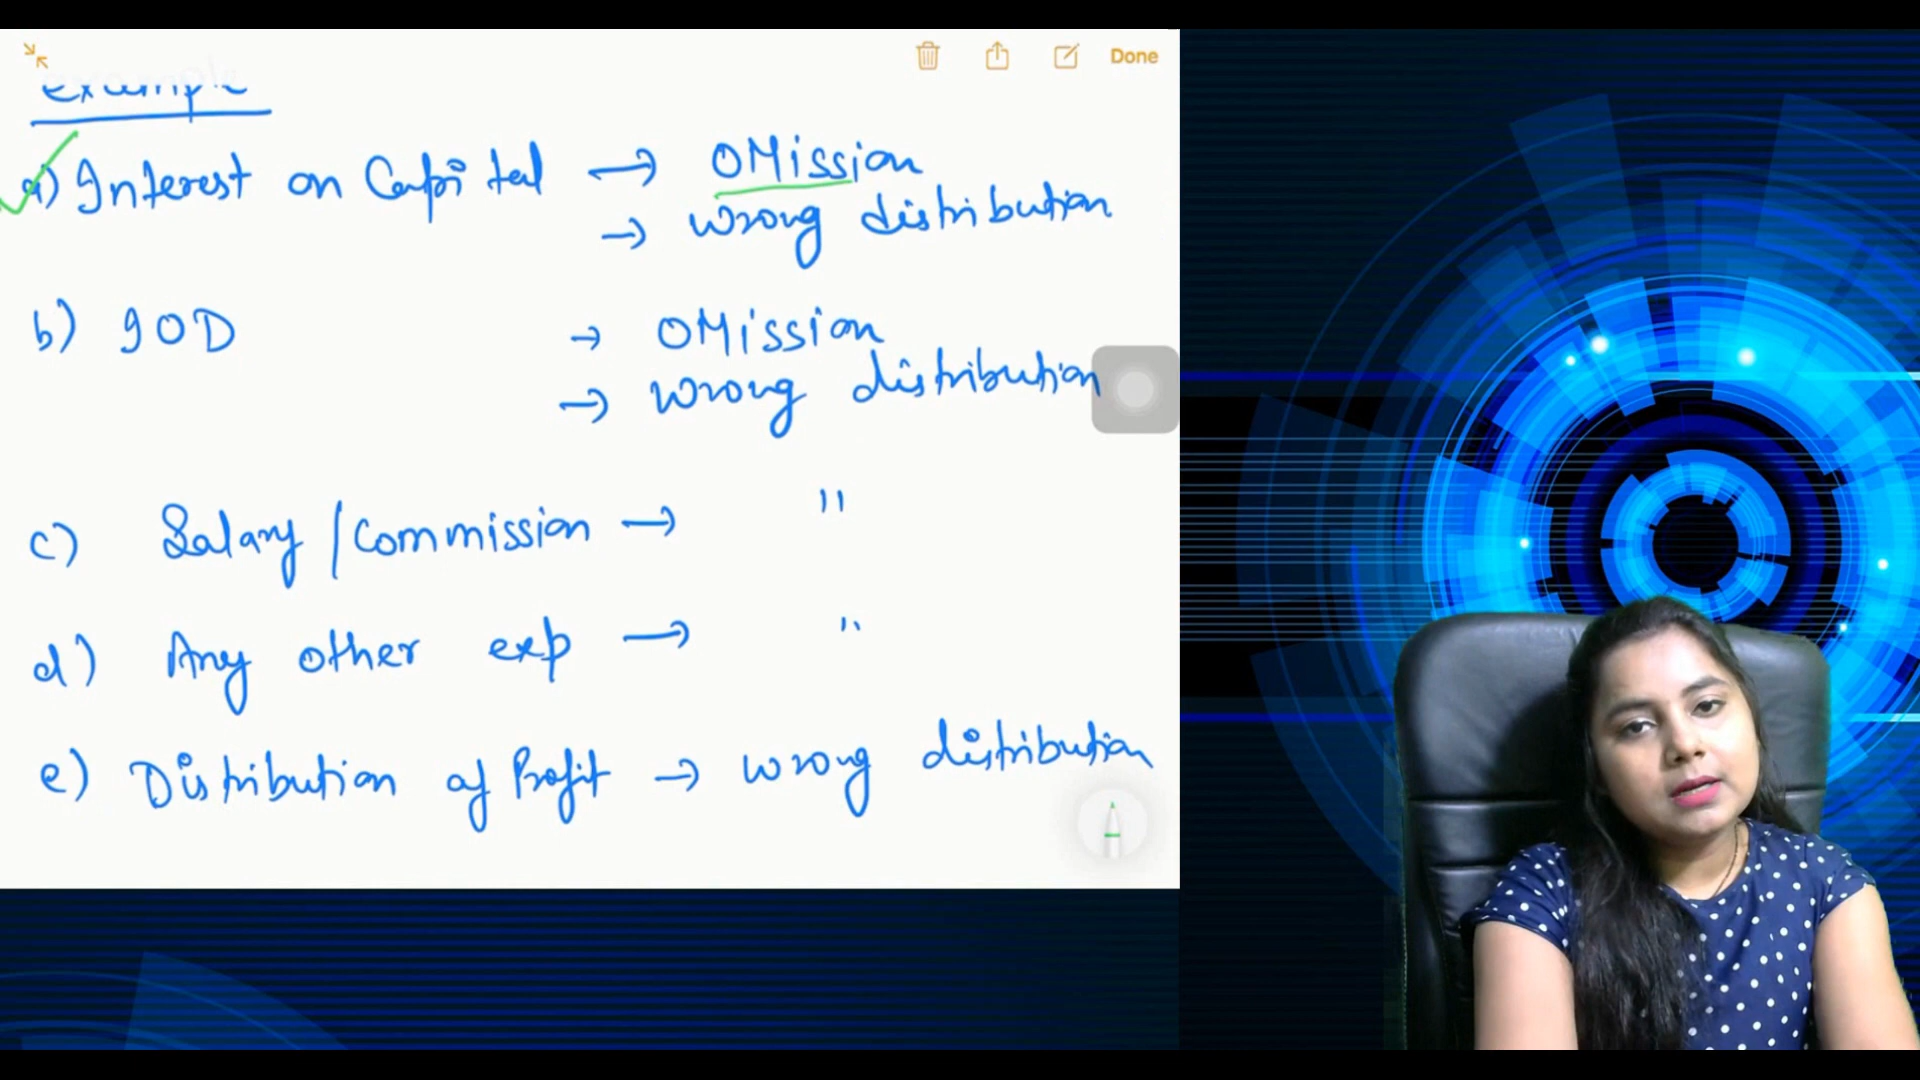 Done
Example
a) Interest on Capital → OMission
→ Wrong distribution
b) IOD → OMission
→ Wrong distribution
c) Salary / Commission → "
d) Any other exp → "
e) Distribution of Profit → wrong distribution